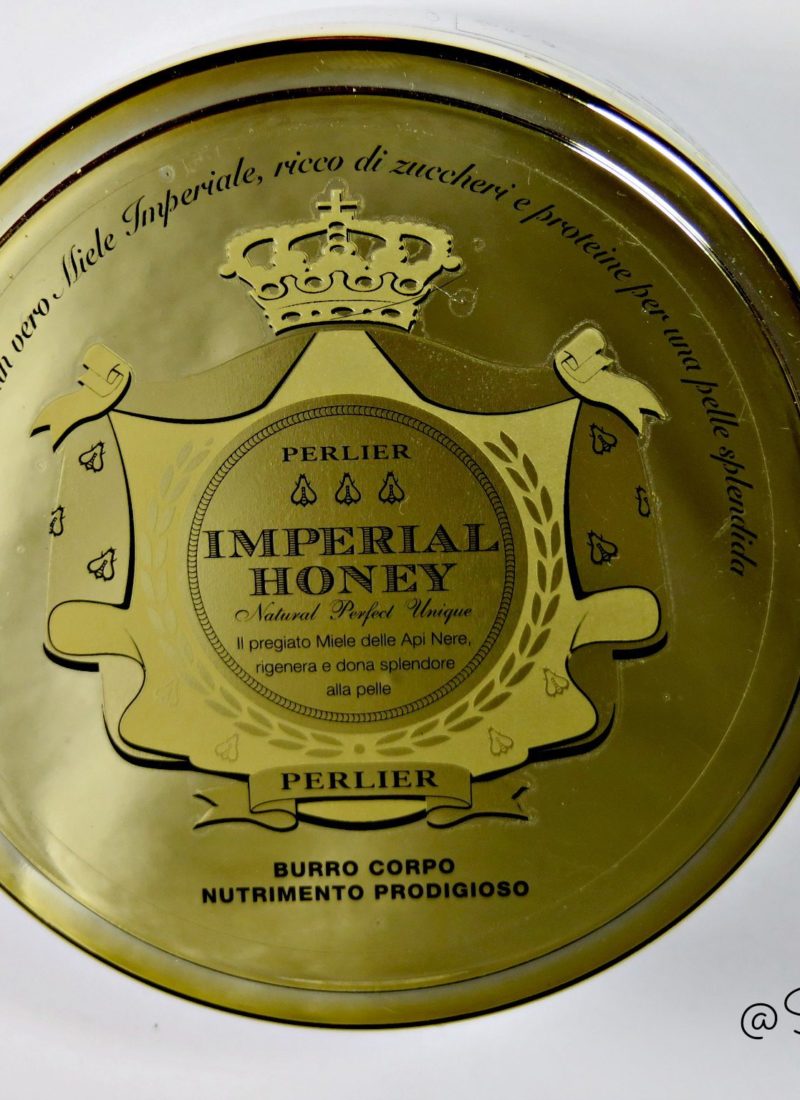 vero Miele Imperiale, ricco di zuccheri e proteine per una pelle splendida
PERLIER
IMPERIAL
HONEY
Natural Perfect Unique
Il pregiato Miele delle Api Nere,
rigenera e dona splendore
alla pelle
PERLIER
BURRO CORPO
NUTRIMENTO PRODIGIOSO